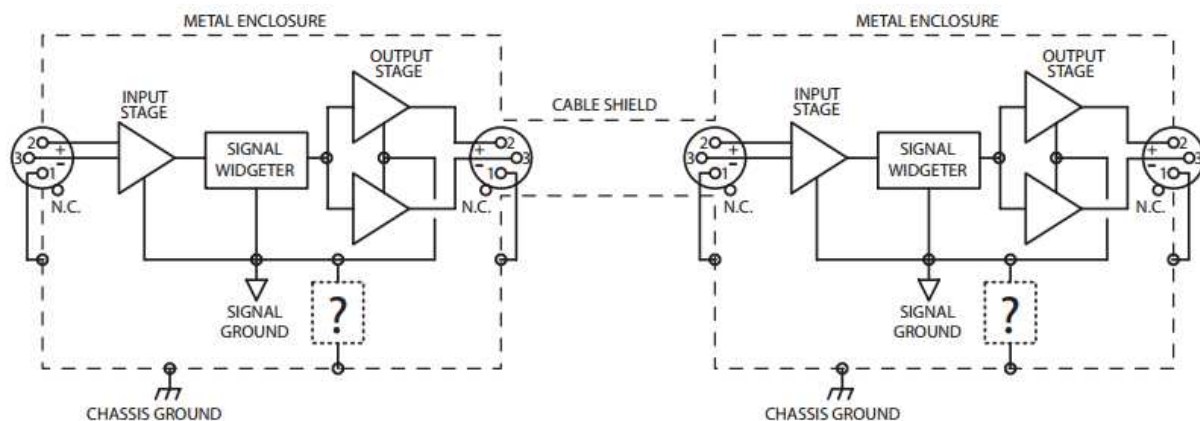 METAL ENCLOSURE
METAL ENCLOSURE
OUTPUT
STAGE
OUTPUT
STAGE
INPUT
STAGE
CABLE SHIELD
INPUT
STAGE
2
3
1
+
-
N.C.
SIGNAL
WIDGETER
2
3
1
+
-
N.C.
2
3
1
+
-
N.C.
SIGNAL
WIDGETER
2
3
1
+
-
N.C.
SIGNAL
GROUND
?
SIGNAL
GROUND
?
CHASSIS GROUND
CHASSIS GROUND